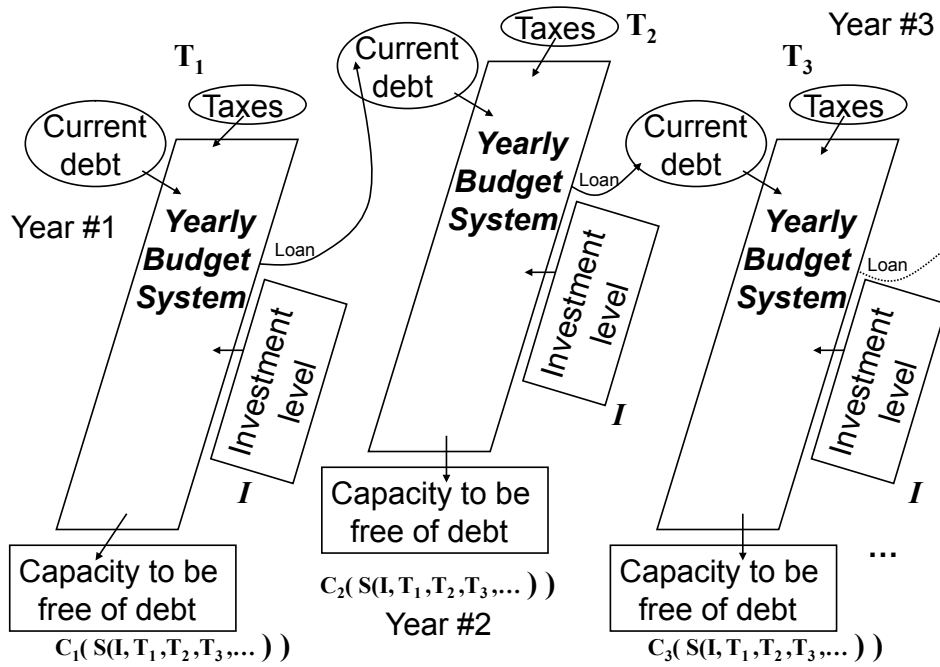 T1
Taxes
Current
debt
Year #1
Yearly
Budget
System
Loan
Investment
level
I
Capacity to be
free of debt
C1( S(I, T1 ,T2 ,T3 ,… ) )
Current
debt
Taxes
T2
Yearly
Budget
System
Loan
Investment
level
I
Capacity to be
free of debt
C2( S(I, T1 ,T2 ,T3 ,… ) )
Year #2
Year #3
T3
Taxes
Current
debt
Yearly
Budget
System
Loan
Investment
level
I
...
Capacity to be
free of debt
C3( S(I, T1 ,T2 ,T3 ,… ) )